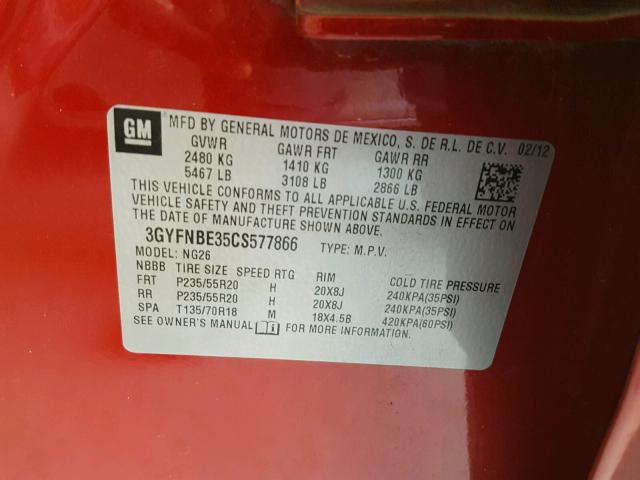 GM
MFD BY GENERAL MOTORS DE MEXICO, S. DE R.L. DE C.V. 02/12
GVWR GAWR FRT GAWR RR
2480 KG 1410 KG 1300 KG
5467 LB 3108 LB 2866 LB
THIS VEHICLE CONFORMS TO ALL APPLICABLE U.S. FEDERAL MOTOR
VEHICLE SAFETY AND THEFT PREVENTION STANDARDS IN EFFECT ON
THE DATE OF MANUFACTURE SHOWN ABOVE.
3GYFNBE35CS577866 TYPE: M.P.V.
MODEL: NG26
NBBB TIRE SIZE SPEED RTG RIM COLD TIRE PRESSURE
FRT P235/55R20 H 20X8J 240KPA(35PSI)
RR P235/55R20 H 20X8J 240KPA(35PSI)
SPA T135/70R18 M 18X4.5B 420KPA(60PSI)
SEE OWNER'S MANUAL FOR MORE INFORMATION.